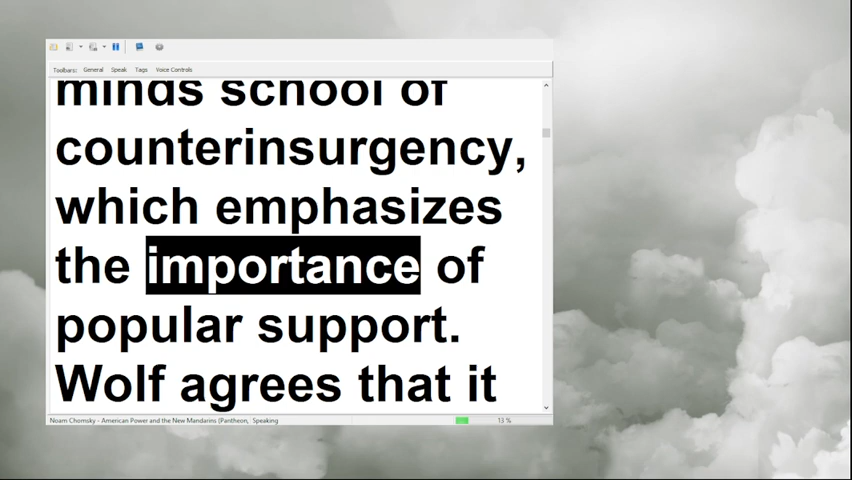 Toolbars: General Speak Tags Voice Controls
minds school of
counterinsurgency,
which emphasizes
the importance of
popular support.
Wolf agrees that it
Noam Chomsky - American Power and the New Mandarins (Pantheon, Speaking 13 %